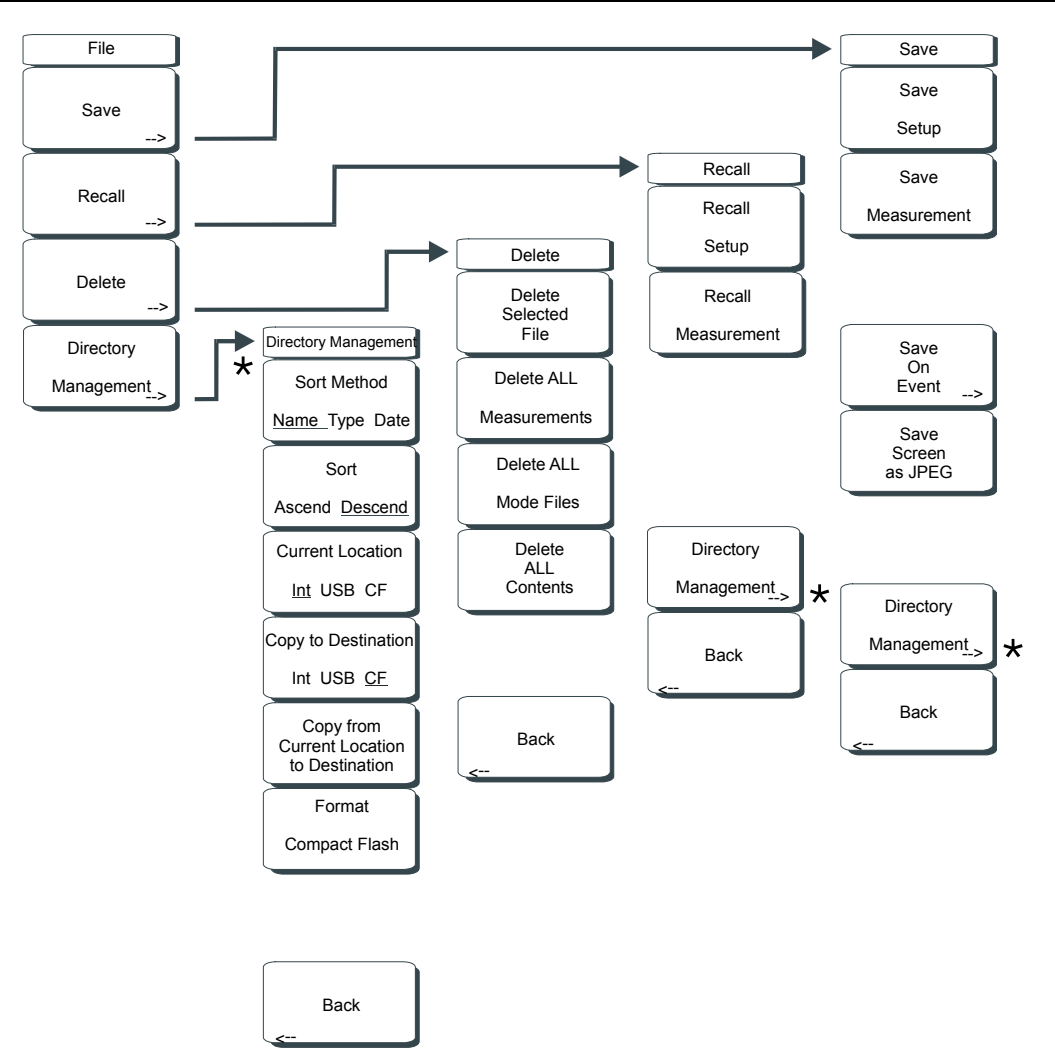 File
Save
-->
Recall
-->
Delete
-->
Directory
Management
-->
Directory Management
*
Sort Method
Name Type Date
Sort
Ascend Descend
Current Location
Int USB CF
Copy to Destination
Int USB CF
Copy from
Current Location
to Destination
Format
Compact Flash
Back
<--
Delete
Delete
Selected
File
Delete ALL
Measurements
Delete ALL
Mode Files
Delete
ALL
Contents
Back
<--
Recall
Recall
Setup
Recall
Measurement
Directory
Management
-->
*
Back
<--
Save
Save
Setup
Save
Measurement
Save
On
Event
-->
Save
Screen
as JPEG
Directory
Management
-->
*
Back
<--